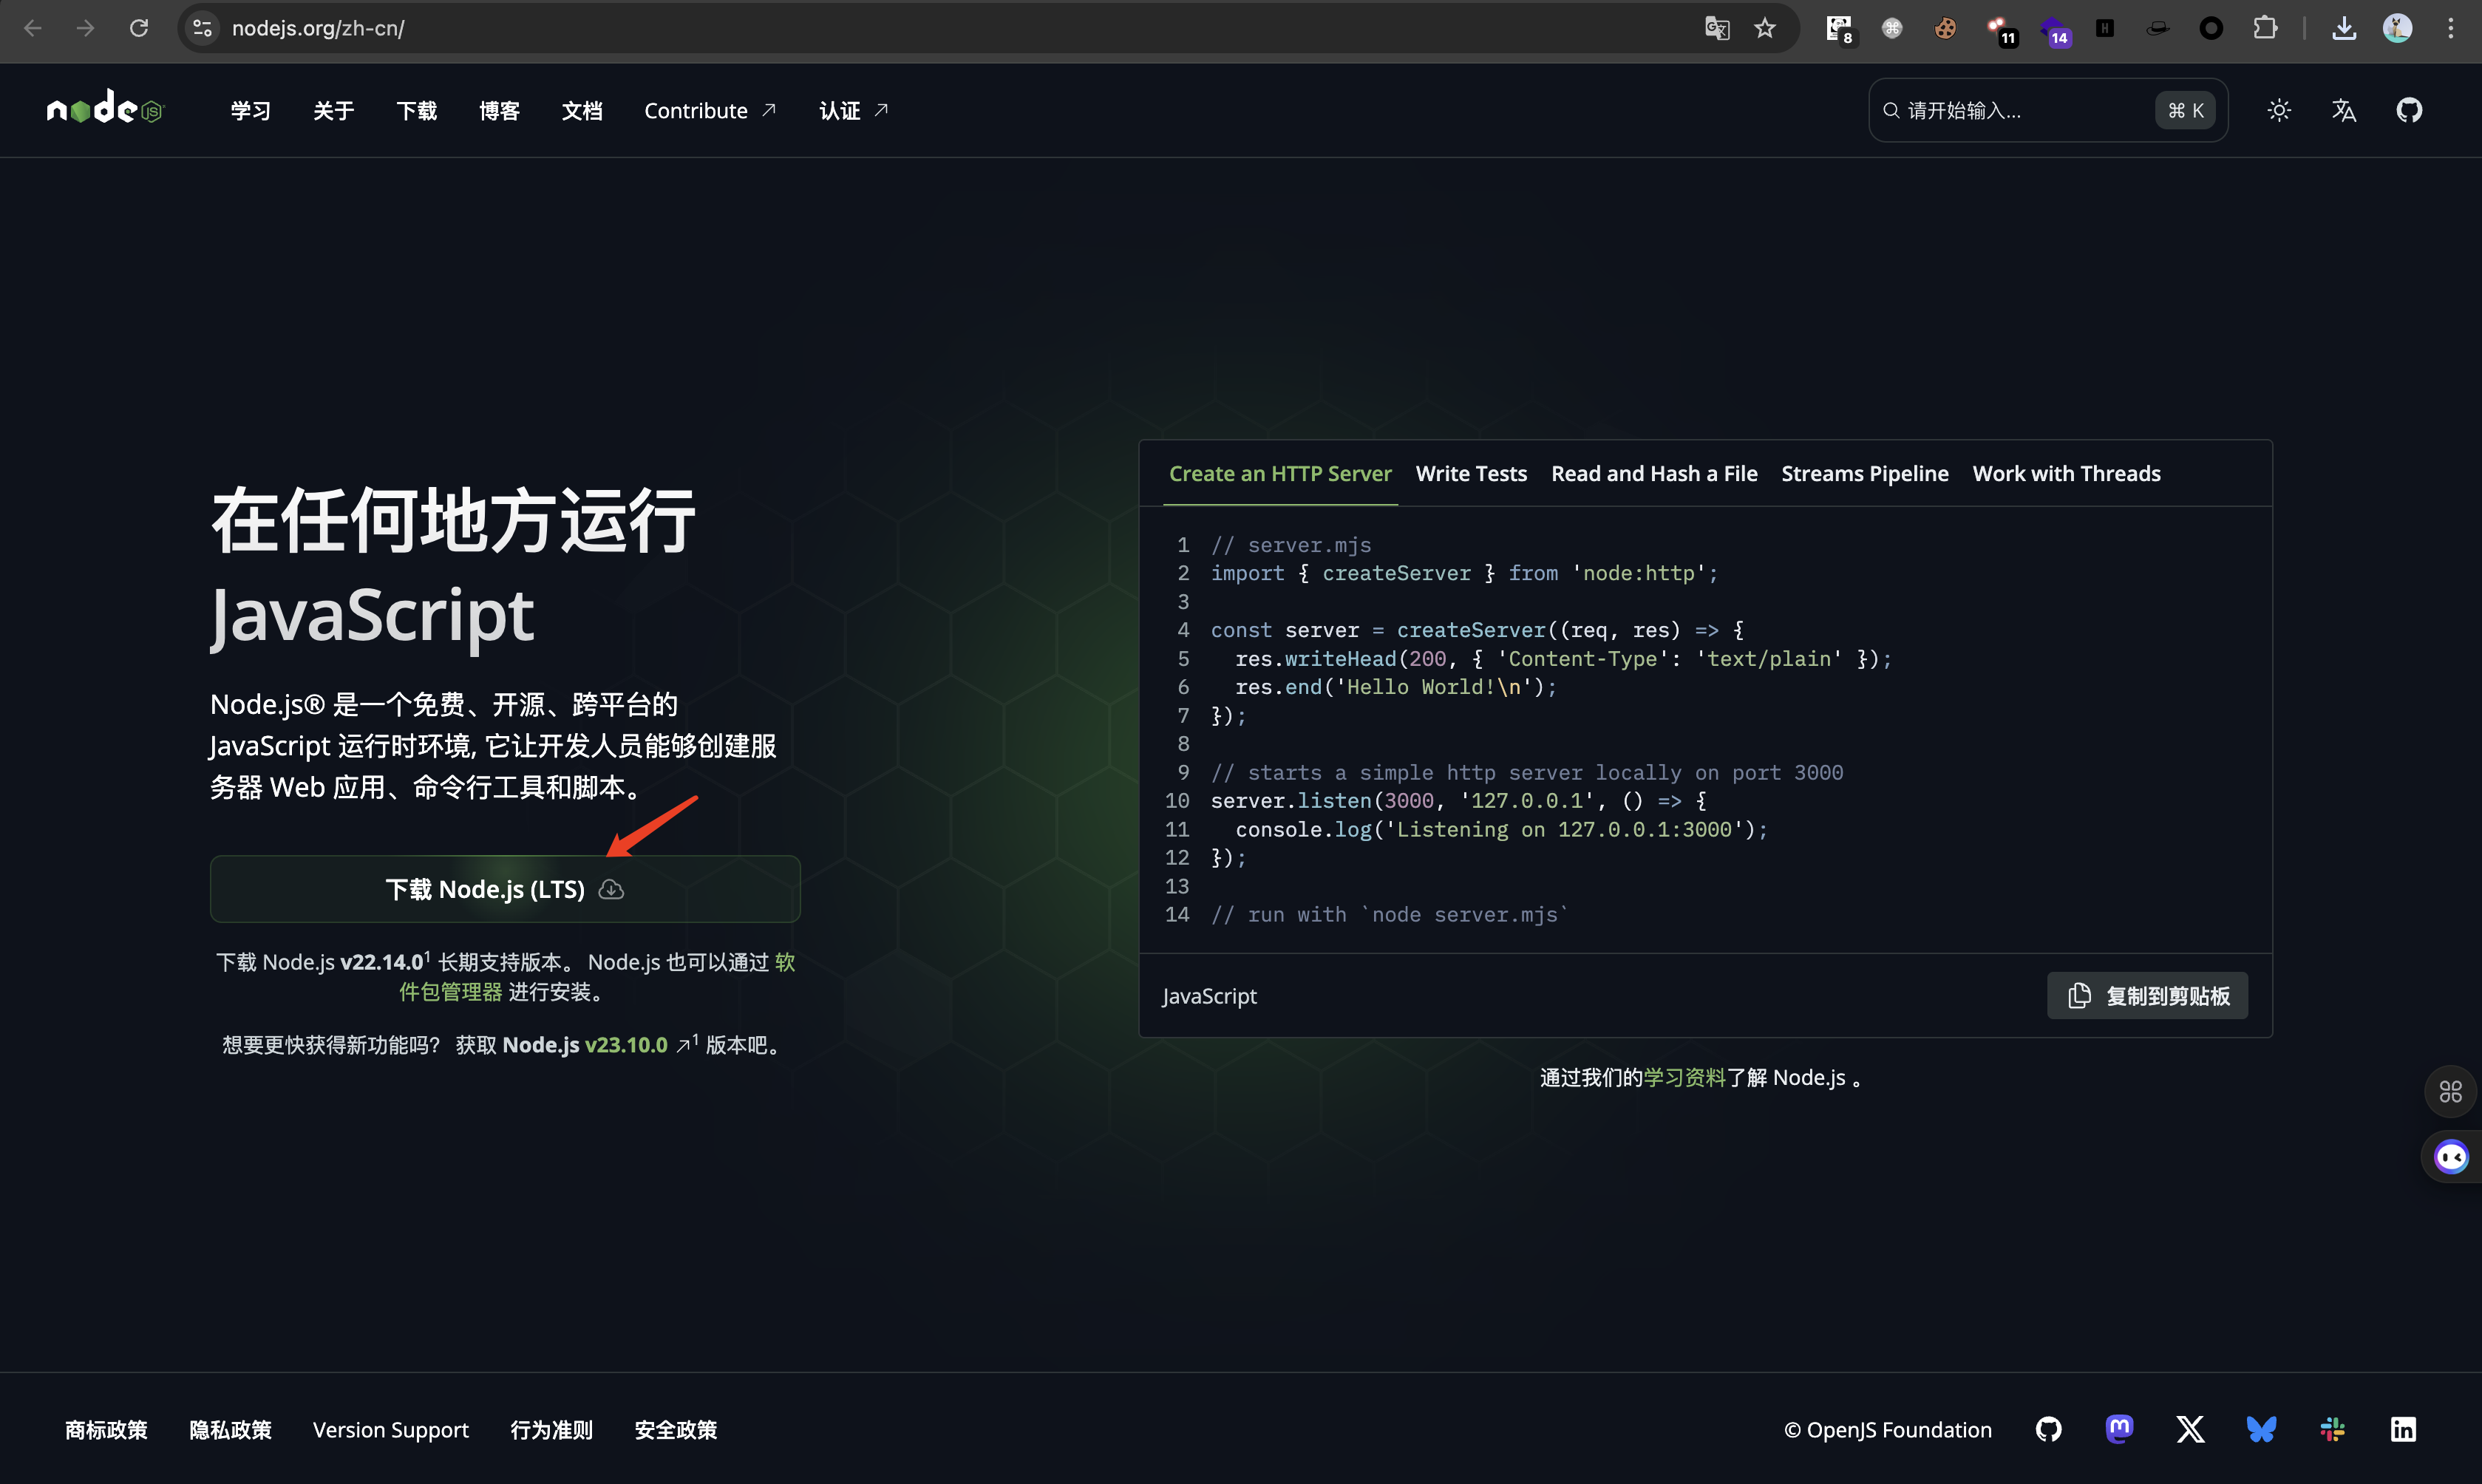 nodejs.org/zh-cn/
8
11
14
H
node JS
学习 关于 下载 博客 文档 Contribute ↗ 认证 ↗
请开始输入... ⌘ K
在任何地方运行
JavaScript
Node.js® 是一个免费、开源、跨平台的
JavaScript 运行时环境, 它让开发人员能够创建服
务器 Web 应用、命令行工具和脚本。
下载 Node.js (LTS)
下载 Node.js v22.14.0¹ 长期支持版本。 Node.js 也可以通过 软
件包管理器 进行安装。
想要更快获得新功能吗？ 获取 Node.js v23.10.0 ↗¹ 版本吧。
Create an HTTP Server Write Tests Read and Hash a File Streams Pipeline Work with Threads
1 // server.mjs
2 import { createServer } from 'node:http';
3
4 const server = createServer((req, res) => {
5   res.writeHead(200, { 'Content-Type': 'text/plain' });
6   res.end('Hello World!\n');
7 });
8
9 // starts a simple http server locally on port 3000
10 server.listen(3000, '127.0.0.1', () => {
11   console.log('Listening on 127.0.0.1:3000');
12 });
13
14 // run with `node server.mjs`
JavaScript 复制到剪贴板
通过我们的学习资料了解 Node.js 。
商标政策 隐私政策 Version Support 行为准则 安全政策
© OpenJS Foundation